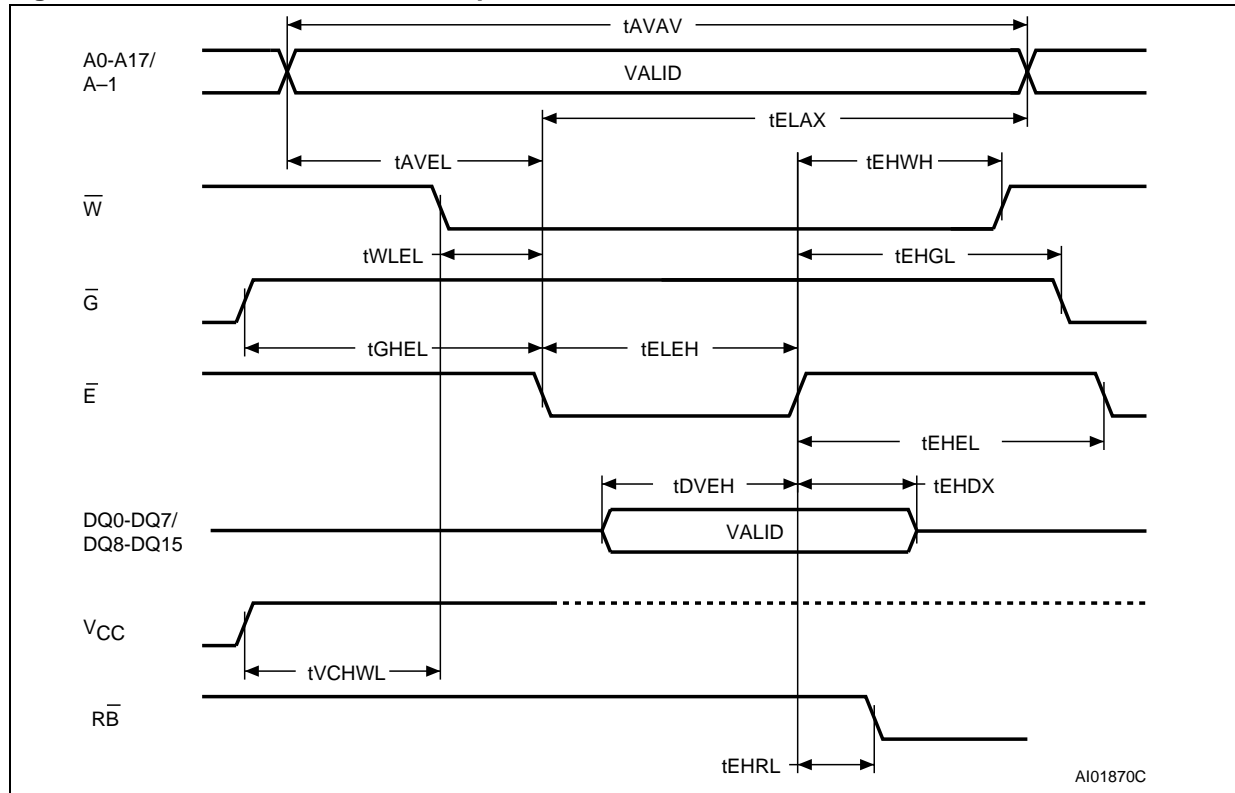 tAVAV
A0-A17/
A–1
VALID
tELAX
tAVEL
tEHWH
W̅
tWLEL
tEHGL
G̅
tGHEL
tELEH
E̅
tEHEL
tDVEH
tEHDX
DQ0-DQ7/
DQ8-DQ15
VALID
VCC
tVCHWL
RB̅
tEHRL
AI01870C